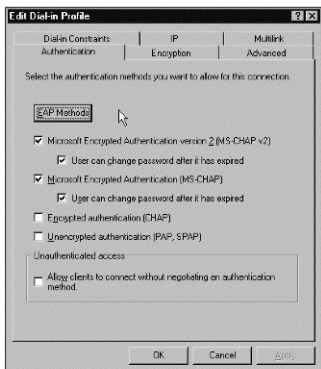 Edit Dial-in Profile
Dial-in Constraints IP Multilink
Authentication Encryption Advanced
Select the authentication methods you want to allow for this connection.
EAP Methods
Microsoft Encrypted Authentication version 2 (MS-CHAP v2)
User can change password after it has expired
Microsoft Encrypted Authentication (MS-CHAP)
User can change password after it has expired
Encrypted authentication (CHAP)
Unencrypted authentication (PAP, SPAP)
Unauthenticated access
Allow clients to connect without negotiating an authentication
method.
OK Cancel Apply